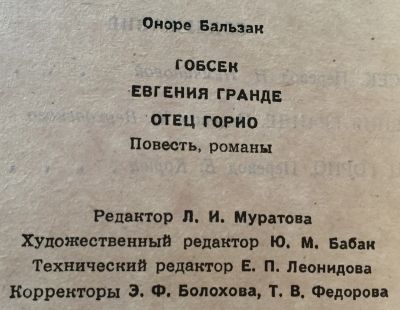 Оноре Бальзак
ГОБСЕК
ЕВГЕНИЯ ГРАНДЕ
ОТЕЦ ГОРИО
Повесть, романы
Редактор Л. И. Муратова
Художественный редактор Ю. М. Бабак
Технический редактор Е. П. Леонидова
Корректоры Э. Ф. Болохова, Т. В. Федорова